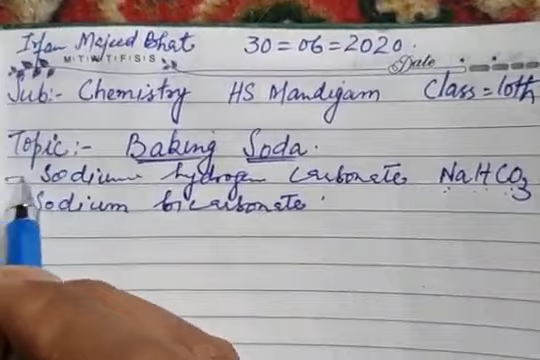 Irfan Majeed Bhat 30=06=2020.
Date
Sub:- Chemistry HS Mandigam Class = 10th
Topic:- Baking Soda.
Sodium hydrogen carbonate NaHCO3
Sodium bicarbonate.